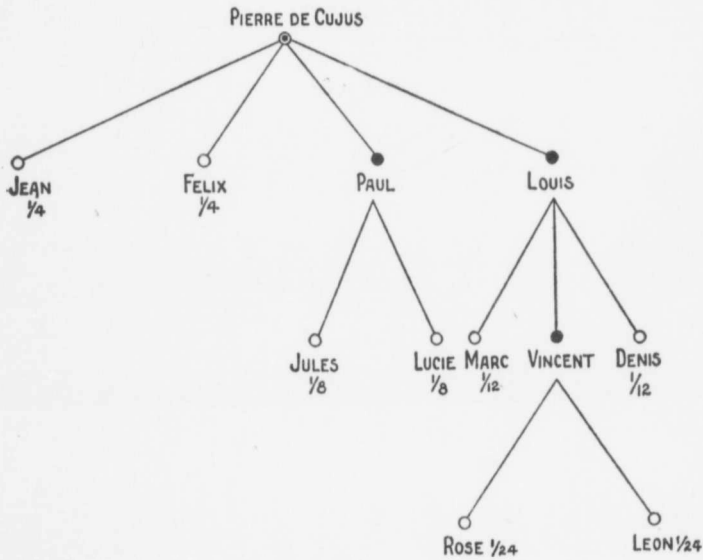 PIERRE DE CUJUS
JEAN
1/4
FELIX
1/4
PAUL
LOUIS
JULES
1/8
LUCIE
1/8
MARC
1/12
VINCENT
DENIS
1/12
ROSE 1/24
LEON 1/24